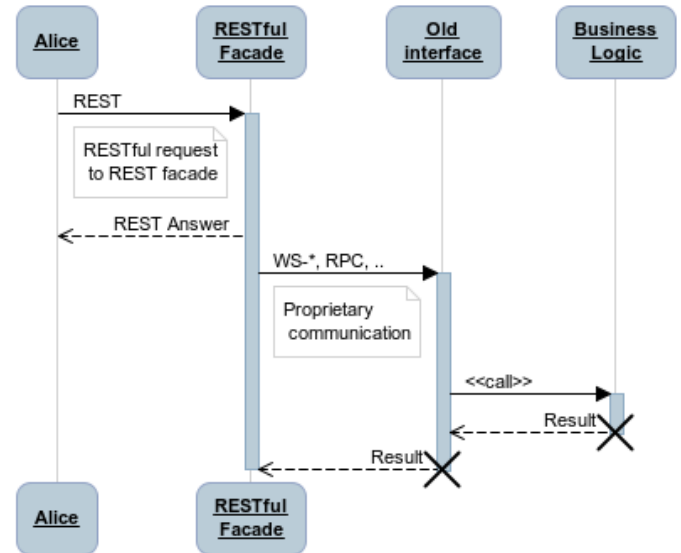 Alice
RESTful
Facade
Old
interface
Business
Logic
REST
RESTful request
to REST facade
REST Answer
WS-*, RPC, ..
Proprietary
communication
<<call>>
Result
Result
Alice
RESTful
Facade